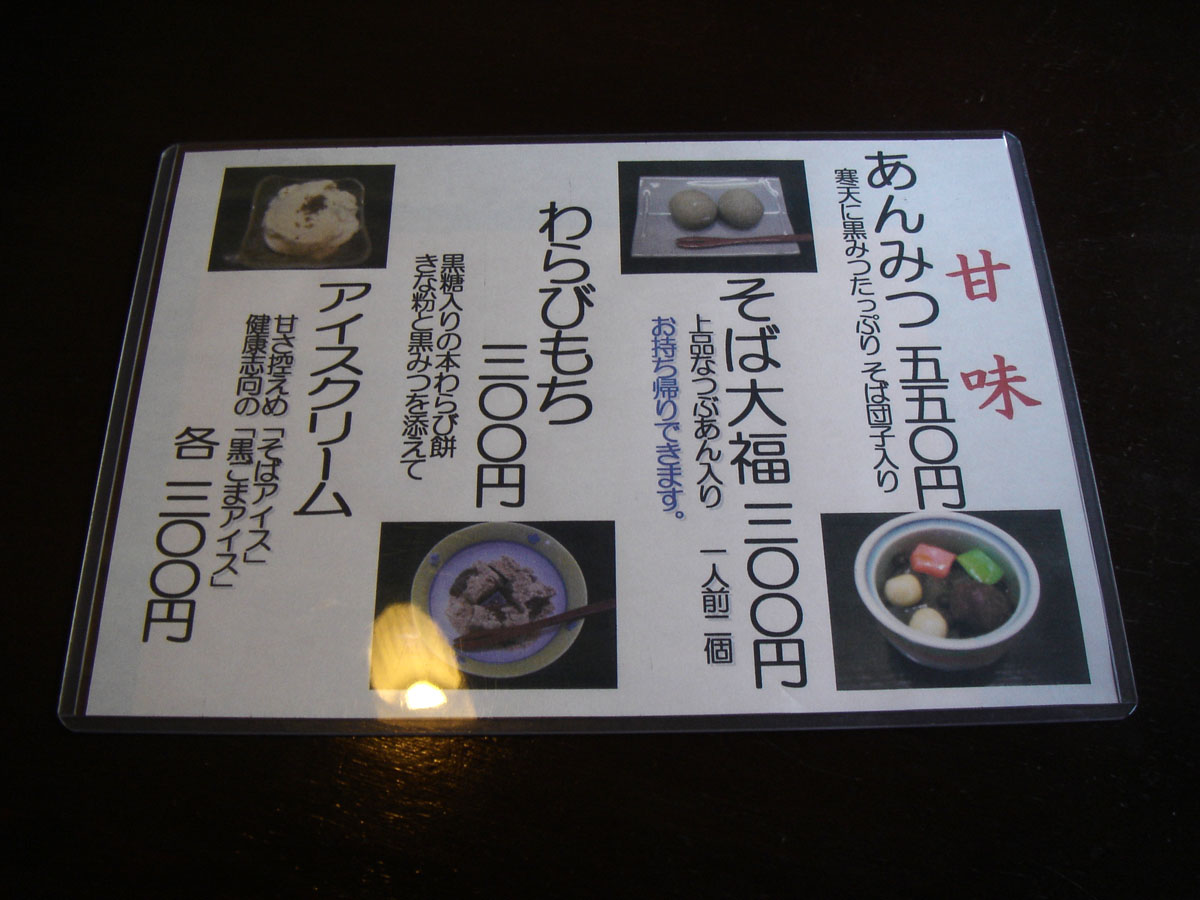 甘味
あんみつ 五五〇円
寒天に黒みつたっぷり そば団子入り
そば大福 三〇〇円
上品なつぶあん入り 一人前二個
お持ち帰りできます。
わらびもち
三〇〇円
黒糖入りの本わらび餅
きな粉と黒みつを添えて
アイスクリーム
甘さ控えめ「そばアイス」
健康志向の「黒ごまアイス」
各 三〇〇円